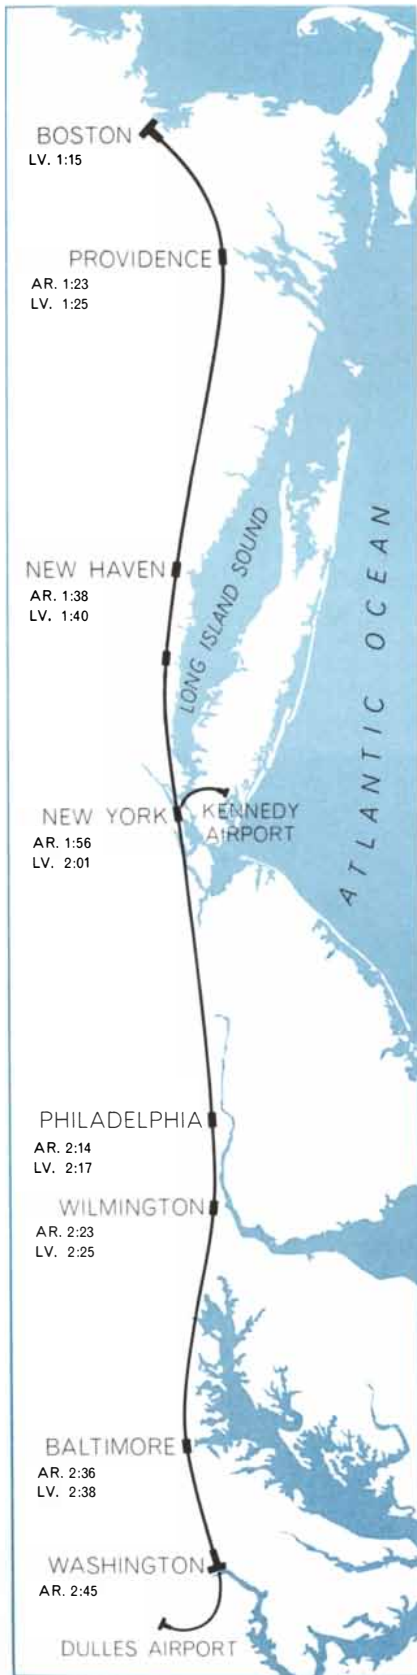 BOSTON
LV. 1:15
PROVIDENCE
AR. 1:23
LV. 1:25
NEW HAVEN
AR. 1:38
LV. 1:40
LONG ISLAND SOUND
ATLANTIC OCEAN
NEW YORK
AR. 1:56
LV. 2:01
KENNEDY
AIRPORT
PHILADELPHIA
AR. 2:14
LV. 2:17
WILMINGTON
AR. 2:23
LV. 2:25
BALTIMORE
AR. 2:36
LV. 2:38
WASHINGTON
AR. 2:45
DULLES AIRPORT